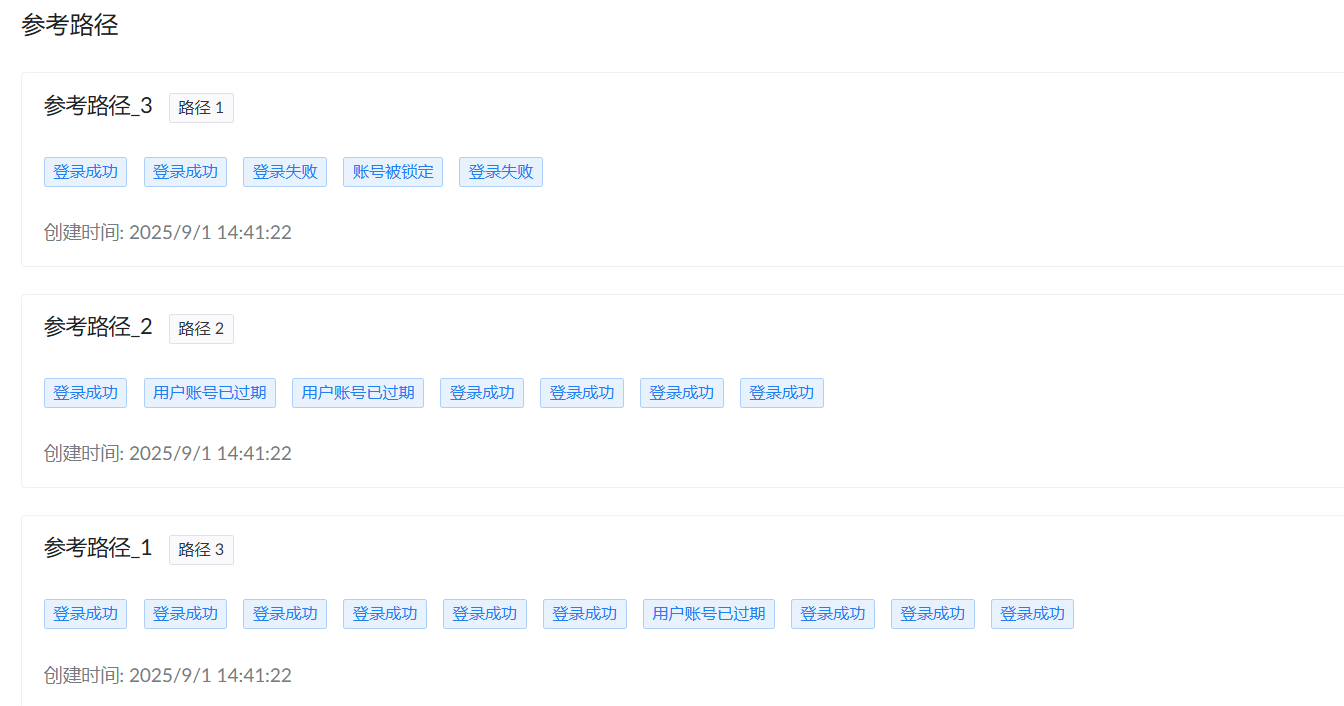 参考路径
参考路径_3 路径 1
登录成功 登录成功 登录失败 账号被锁定 登录失败
创建时间: 2025/9/1 14:41:22
参考路径_2 路径 2
登录成功 用户账号已过期 用户账号已过期 登录成功 登录成功 登录成功 登录成功
创建时间: 2025/9/1 14:41:22
参考路径_1 路径 3
登录成功 登录成功 登录成功 登录成功 登录成功 登录成功 用户账号已过期 登录成功 登录成功 登录成功
创建时间: 2025/9/1 14:41:22